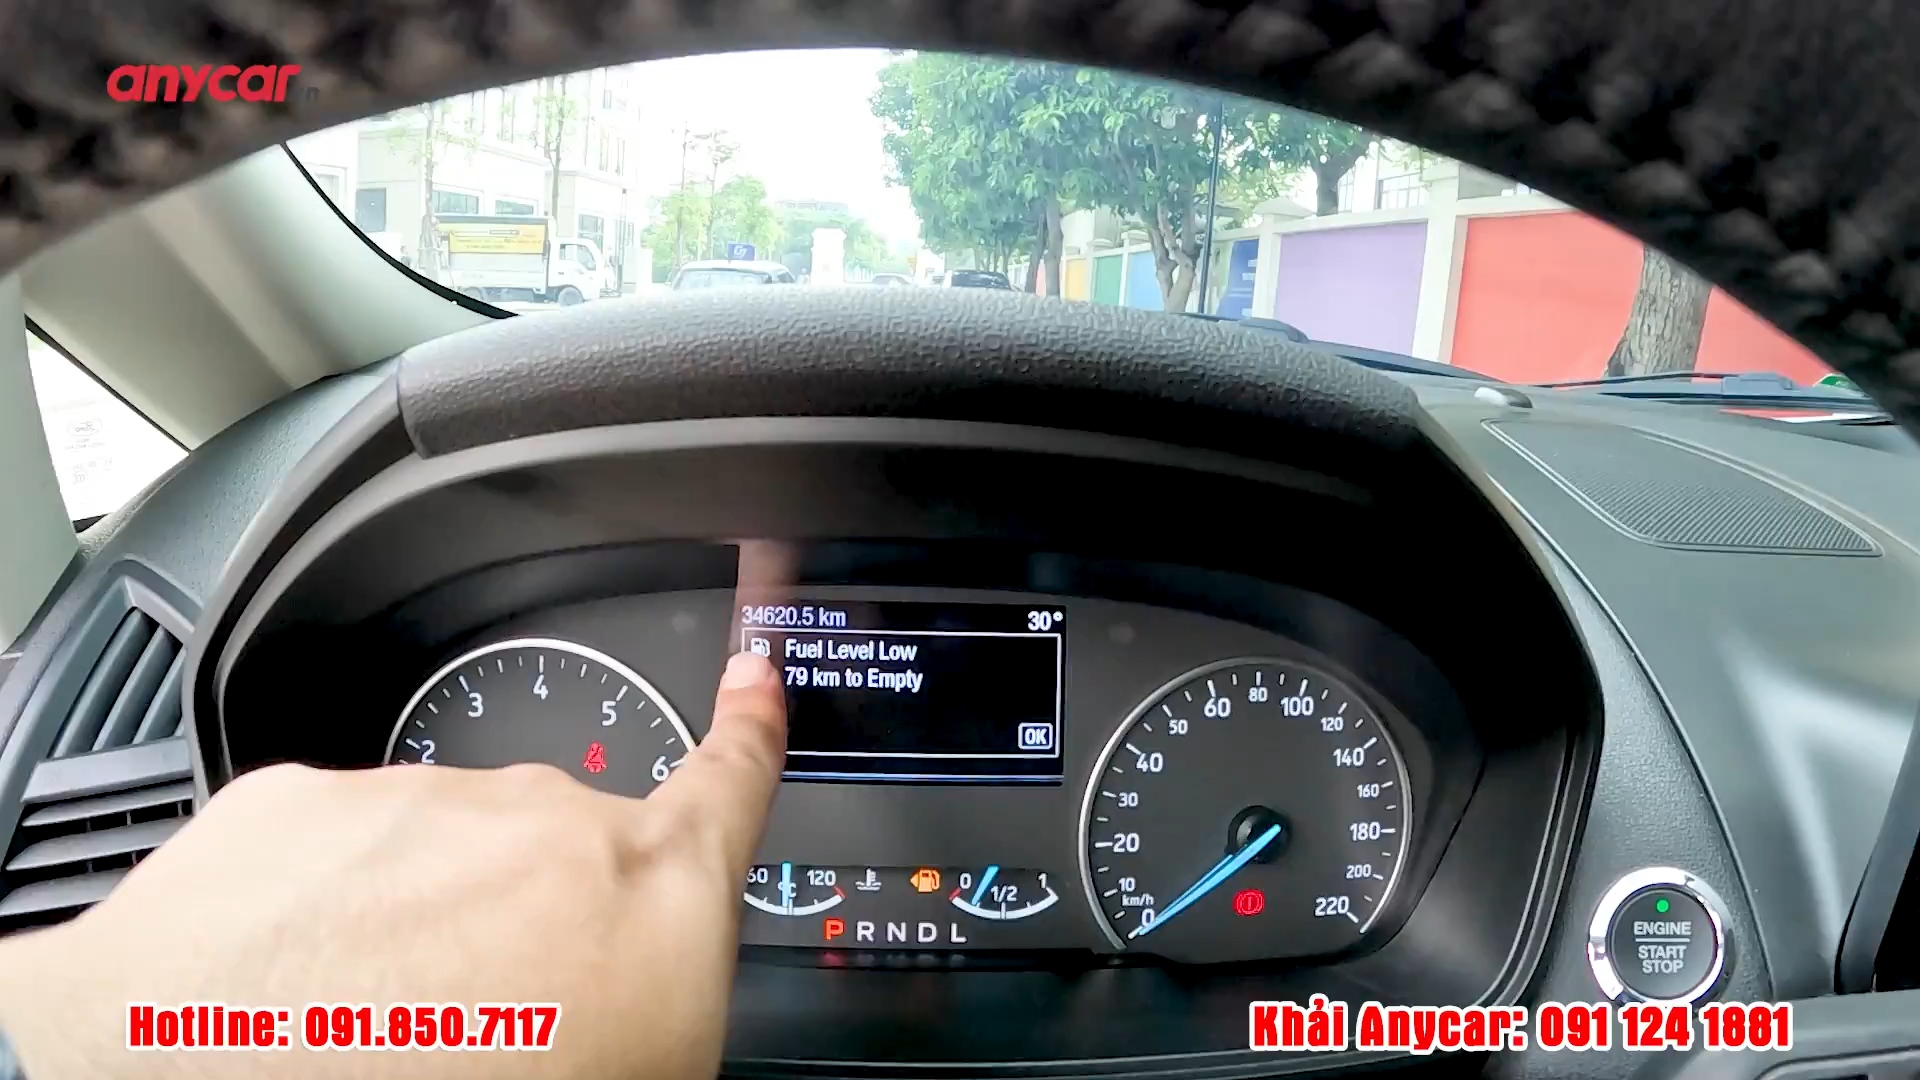 anycar
34620.5 km
30°
Fuel Level Low
79 km to Empty
OK
2
3
4
5
6
0
10
20
30
40
50
60
80
100
120
140
160
180
200
220
km/h
60
°C
120
0
1/2
1
P R N D L
ENGINE
START
STOP
Hotline: 091.850.7117
Khải Anycar: 091 124 1881